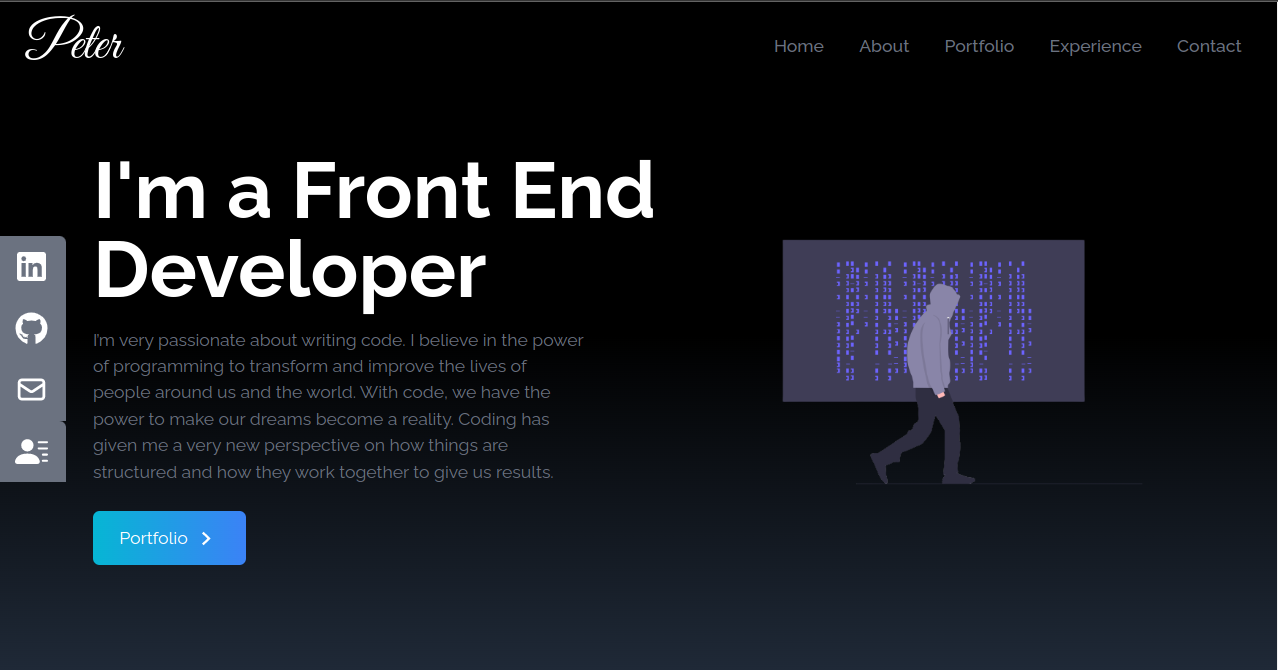 Peter
Home About Portfolio Experience Contact
I'm a Front End
Developer
in
I'm very passionate about writing code. I believe in the power
of programming to transform and improve the lives of
people around us and the world. With code, we have the
power to make our dreams become a reality. Coding has
given me a very new perspective on how things are
structured and how they work together to give us results.
Portfolio